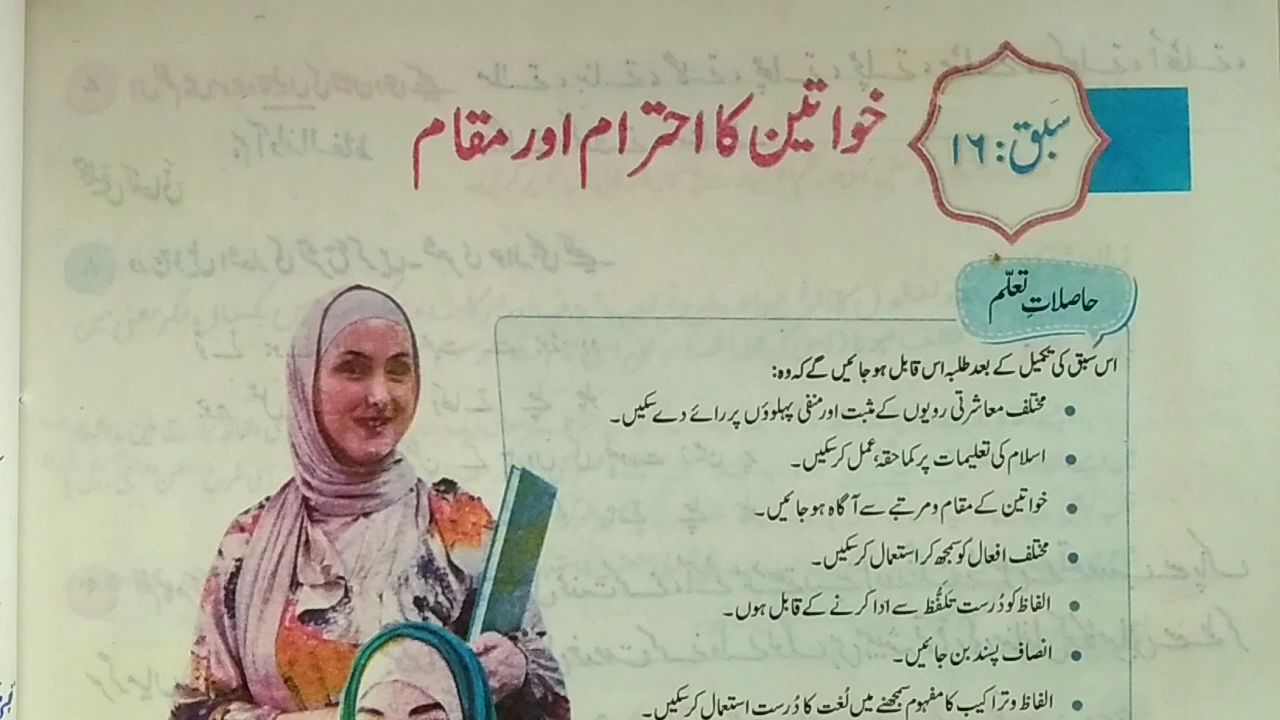 سَبق: ۱۶
خواتین کا احترام اور مقام
حاصلاتِ تعلّم
اس سبق کی تکمیل کے بعد طلبہ اس قابل ہو جائیں گے کہ وہ:
• مختلف معاشرتی رویوں کے مثبت اور منفی پہلوؤں پر رائے دے سکیں۔
• اسلام کی تعلیمات پر کماحقہٗ عمل کر سکیں۔
• خواتین کے مقام و مرتبے سے آگاہ ہو جائیں۔
• مختلف افعال کو سمجھ کر استعمال کر سکیں۔
• الفاظ کو دُرست تلفُّظ سے ادا کرنے کے قابل ہوں۔
• انصاف پسند بن جائیں۔
• الفاظ و تراکیب کا مفہوم سمجھنے میں لُغت کا دُرست استعمال کر سکیں۔